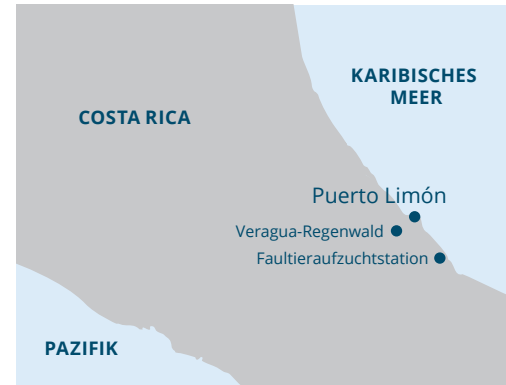 KARIBISCHES
MEER
COSTA RICA
Puerto Limón
Veragua-Regenwald
Faultieraufzuchtstation
PAZIFIK